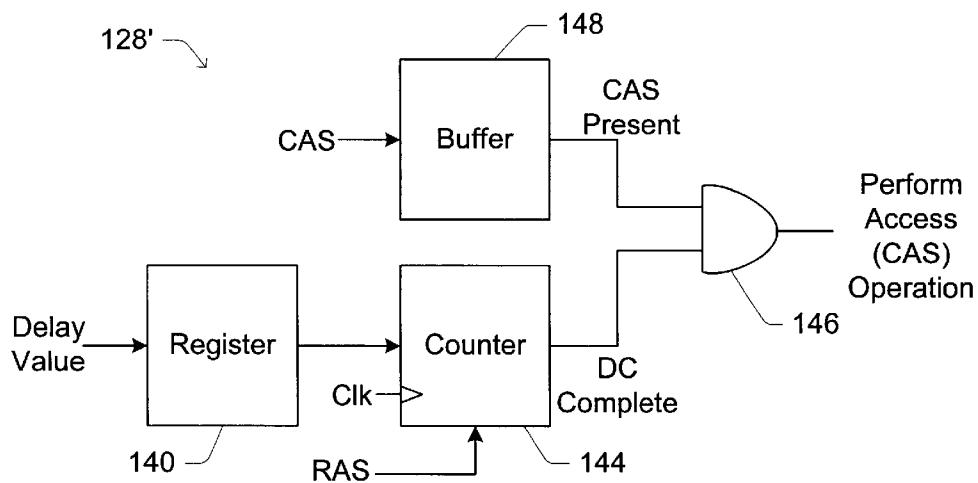 128'
148
CAS
Buffer
CAS
Present
Perform
Access
(CAS)
Operation
146
Delay
Value
Register
Counter
Clk
DC
Complete
140
RAS
144